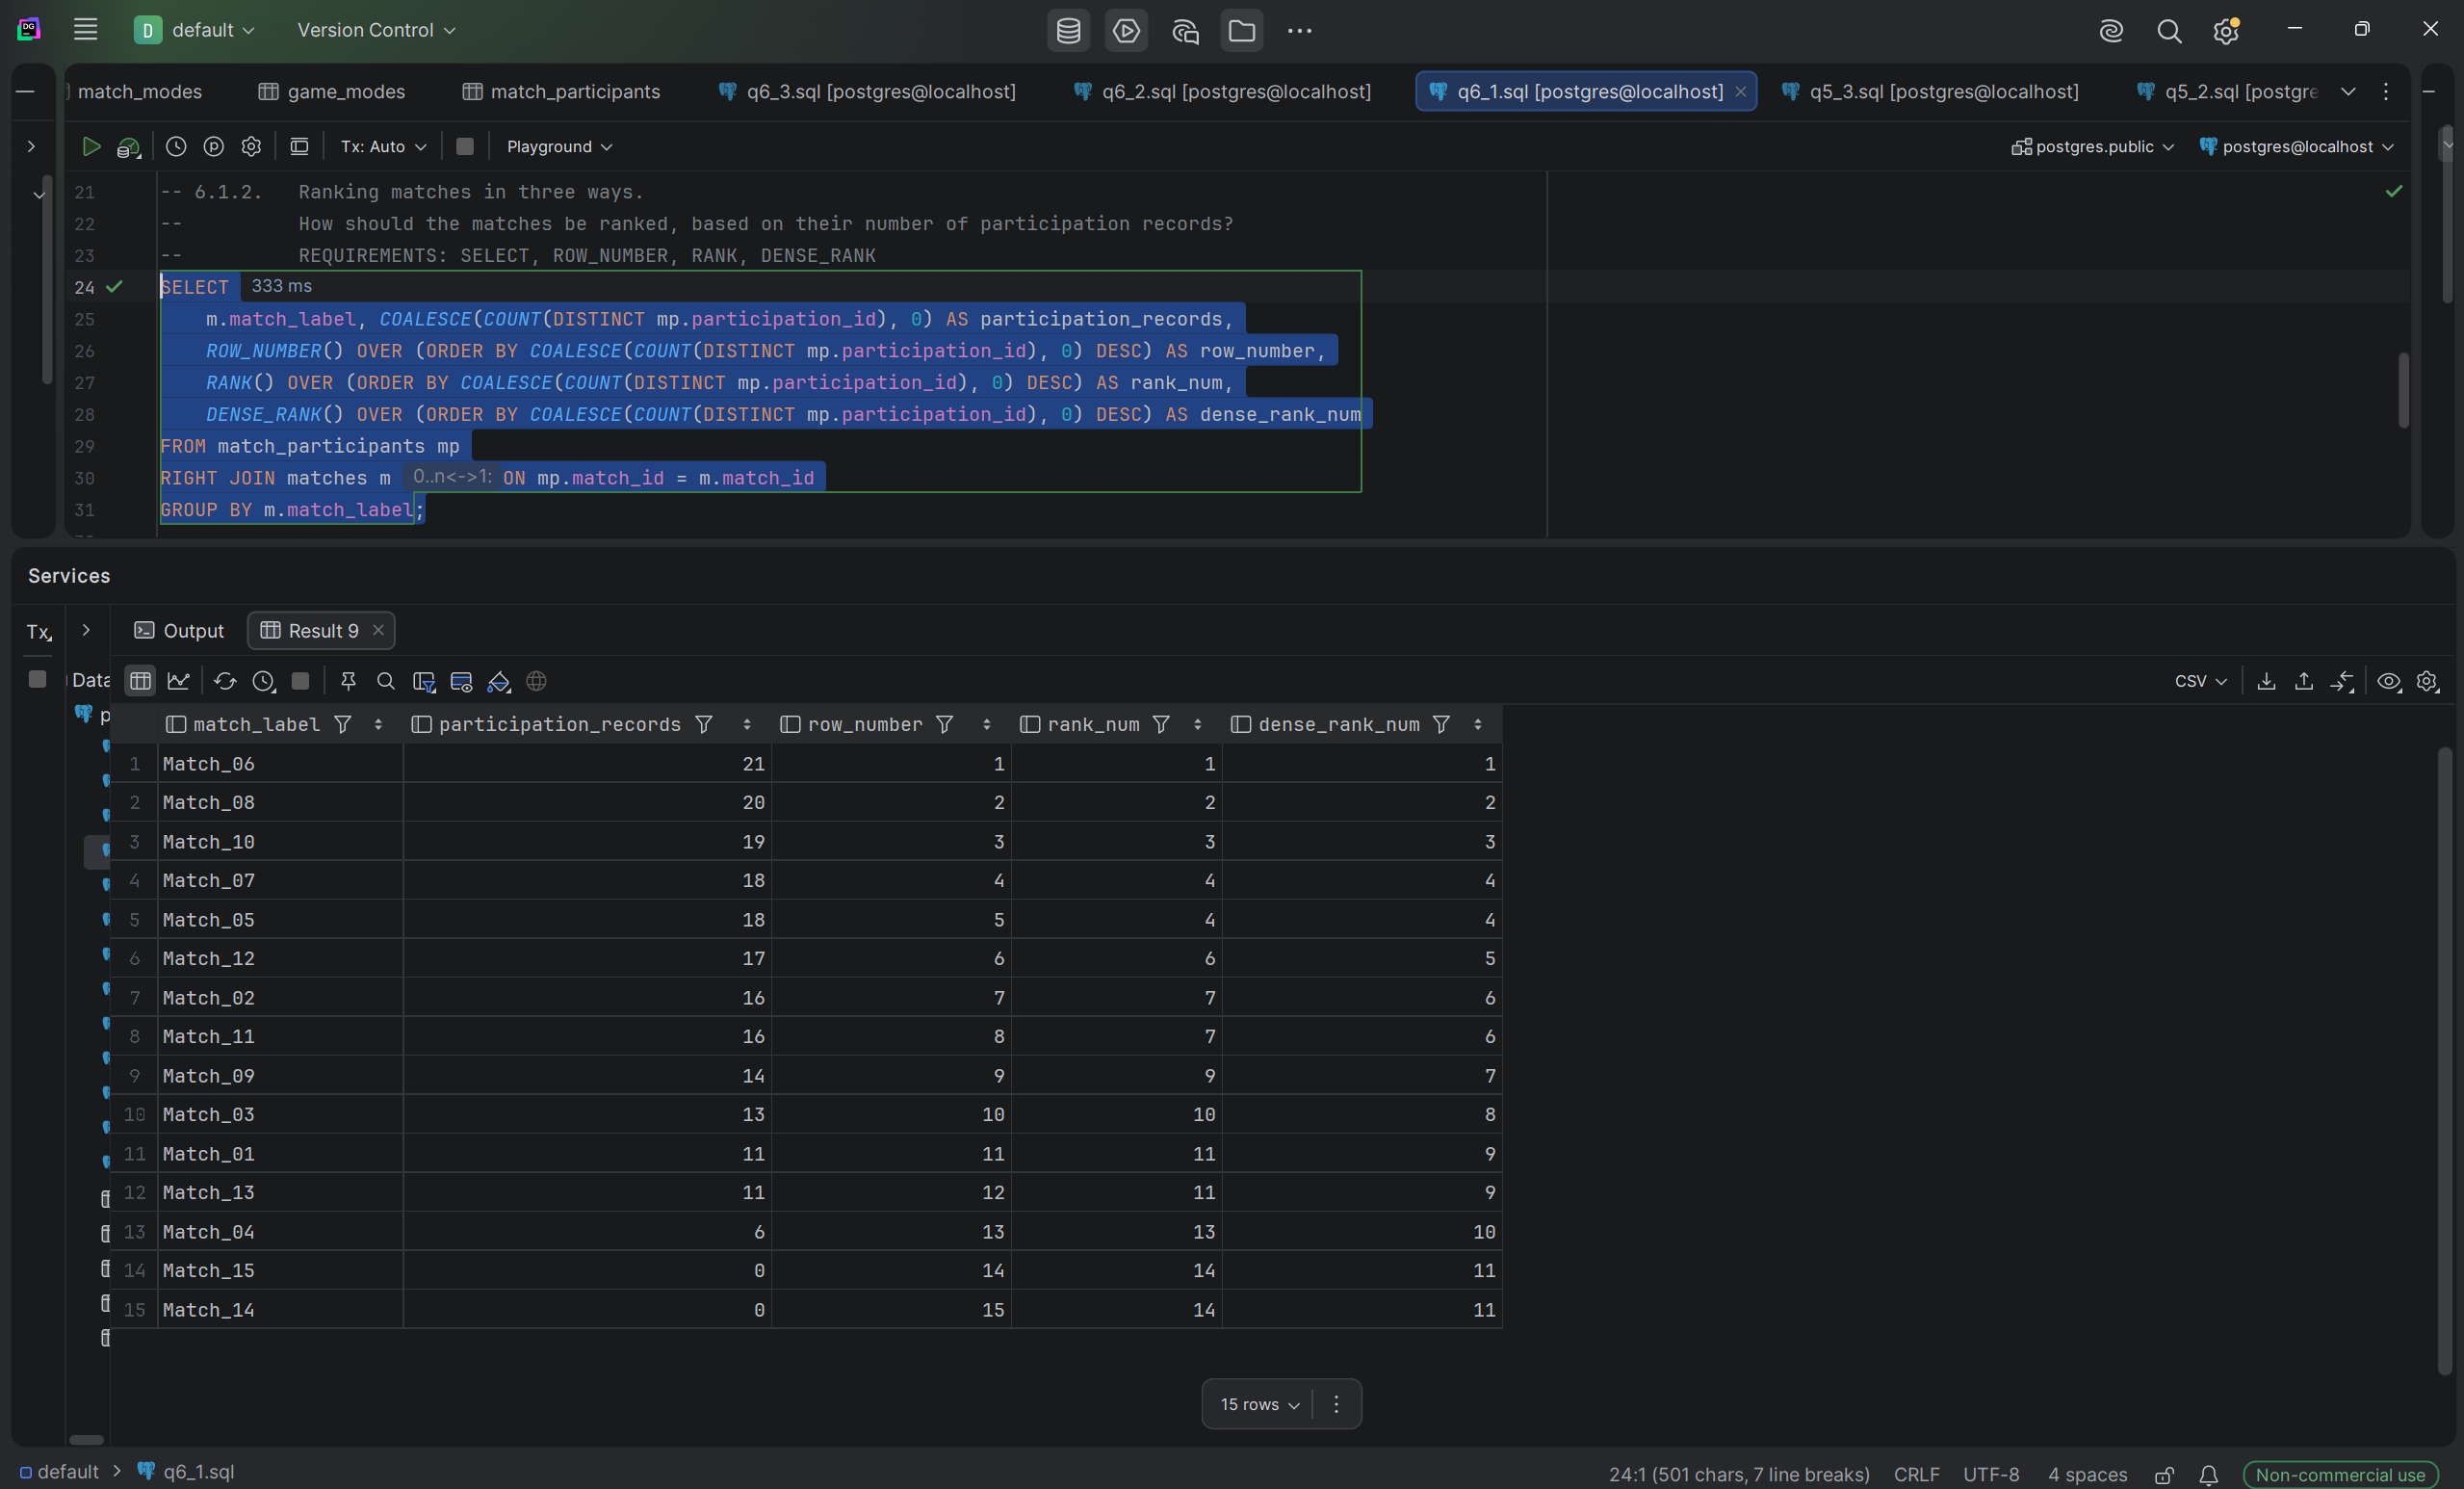 DG D default Version Control
match_modes game_modes match_participants q6_3.sql [postgres@localhost] q6_2.sql [postgres@localhost] q6_1.sql [postgres@localhost] q5_3.sql [postgres@localhost] q5_2.sql [postgre
Tx: Auto Playground postgres.public postgres@localhost
21 -- 6.1.2. Ranking matches in three ways.
22 -- How should the matches be ranked, based on their number of participation records?
23 -- REQUIREMENTS: SELECT, ROW_NUMBER, RANK, DENSE_RANK
24 SELECT 333 ms
25 m.match_label, COALESCE(COUNT(DISTINCT mp.participation_id), 0) AS participation_records,
26 ROW_NUMBER() OVER (ORDER BY COALESCE(COUNT(DISTINCT mp.participation_id), 0) DESC) AS row_number,
27 RANK() OVER (ORDER BY COALESCE(COUNT(DISTINCT mp.participation_id), 0) DESC) AS rank_num,
28 DENSE_RANK() OVER (ORDER BY COALESCE(COUNT(DISTINCT mp.participation_id), 0) DESC) AS dense_rank_num
29 FROM match_participants mp
30 RIGHT JOIN matches m 0..n<->1: ON mp.match_id = m.match_id
31 GROUP BY m.match_label;
Services
Tx Output Result 9
Data CSV
p match_label participation_records row_number rank_num dense_rank_num
1 Match_06 21 1 1 1
2 Match_08 20 2 2 2
3 Match_10 19 3 3 3
4 Match_07 18 4 4 4
5 Match_05 18 5 4 4
6 Match_12 17 6 6 5
7 Match_02 16 7 7 6
8 Match_11 16 8 7 6
9 Match_09 14 9 9 7
10 Match_03 13 10 10 8
11 Match_01 11 11 11 9
12 Match_13 11 12 11 9
13 Match_04 6 13 13 10
14 Match_15 0 14 14 11
15 Match_14 0 15 14 11
15 rows
default > q6_1.sql 24:1 (501 chars, 7 line breaks) CRLF UTF-8 4 spaces Non-commercial use